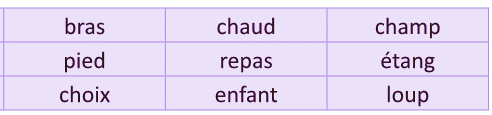 bras chaud champ
pied repas étang
choix enfant loup